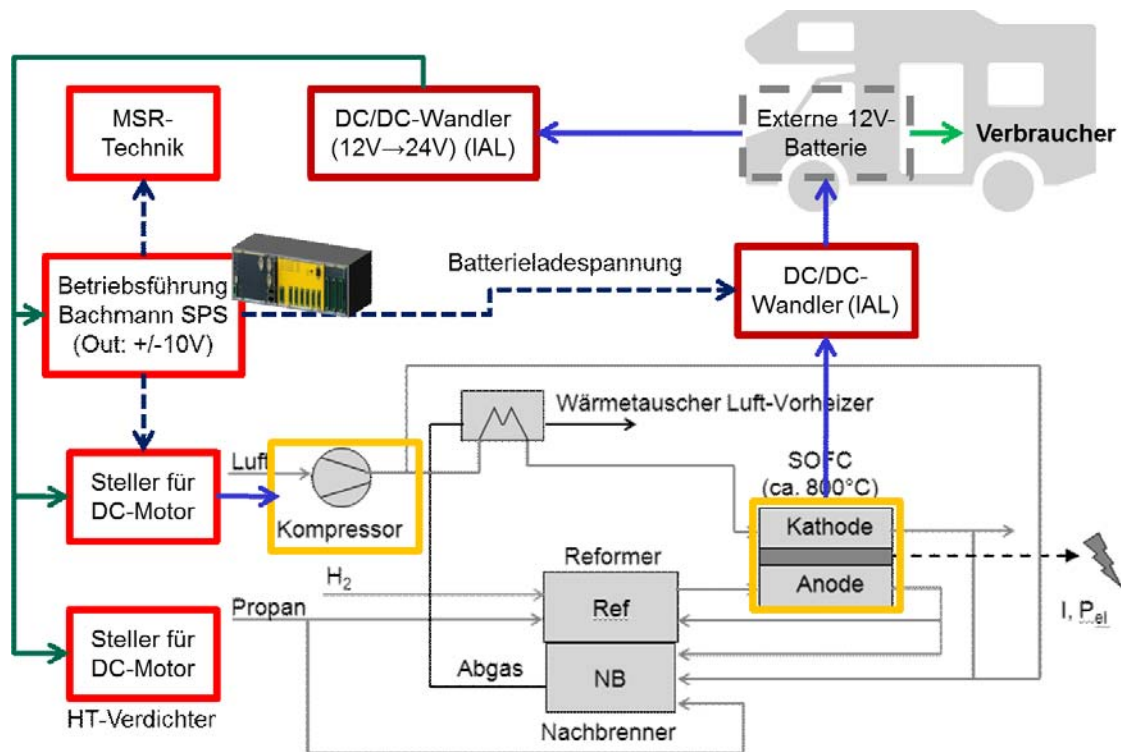 MSR-
Technik
DC/DC-Wandler
(12V→24V) (IAL)
Externe 12V-
Batterie
Verbraucher
Betriebsführung
Bachmann SPS
(Out: +/-10V)
Batterieladespannung
DC/DC-
Wandler (IAL)
Wärmetauscher Luft-Vorheizer
Luft
Steller für
DC-Motor
Kompressor
SOFC
(ca. 800°C)
Kathode
Anode
Reformer
H2
Ref
Propan
I, Pel
Steller für
DC-Motor
Abgas
NB
HT-Verdichter
Nachbrenner